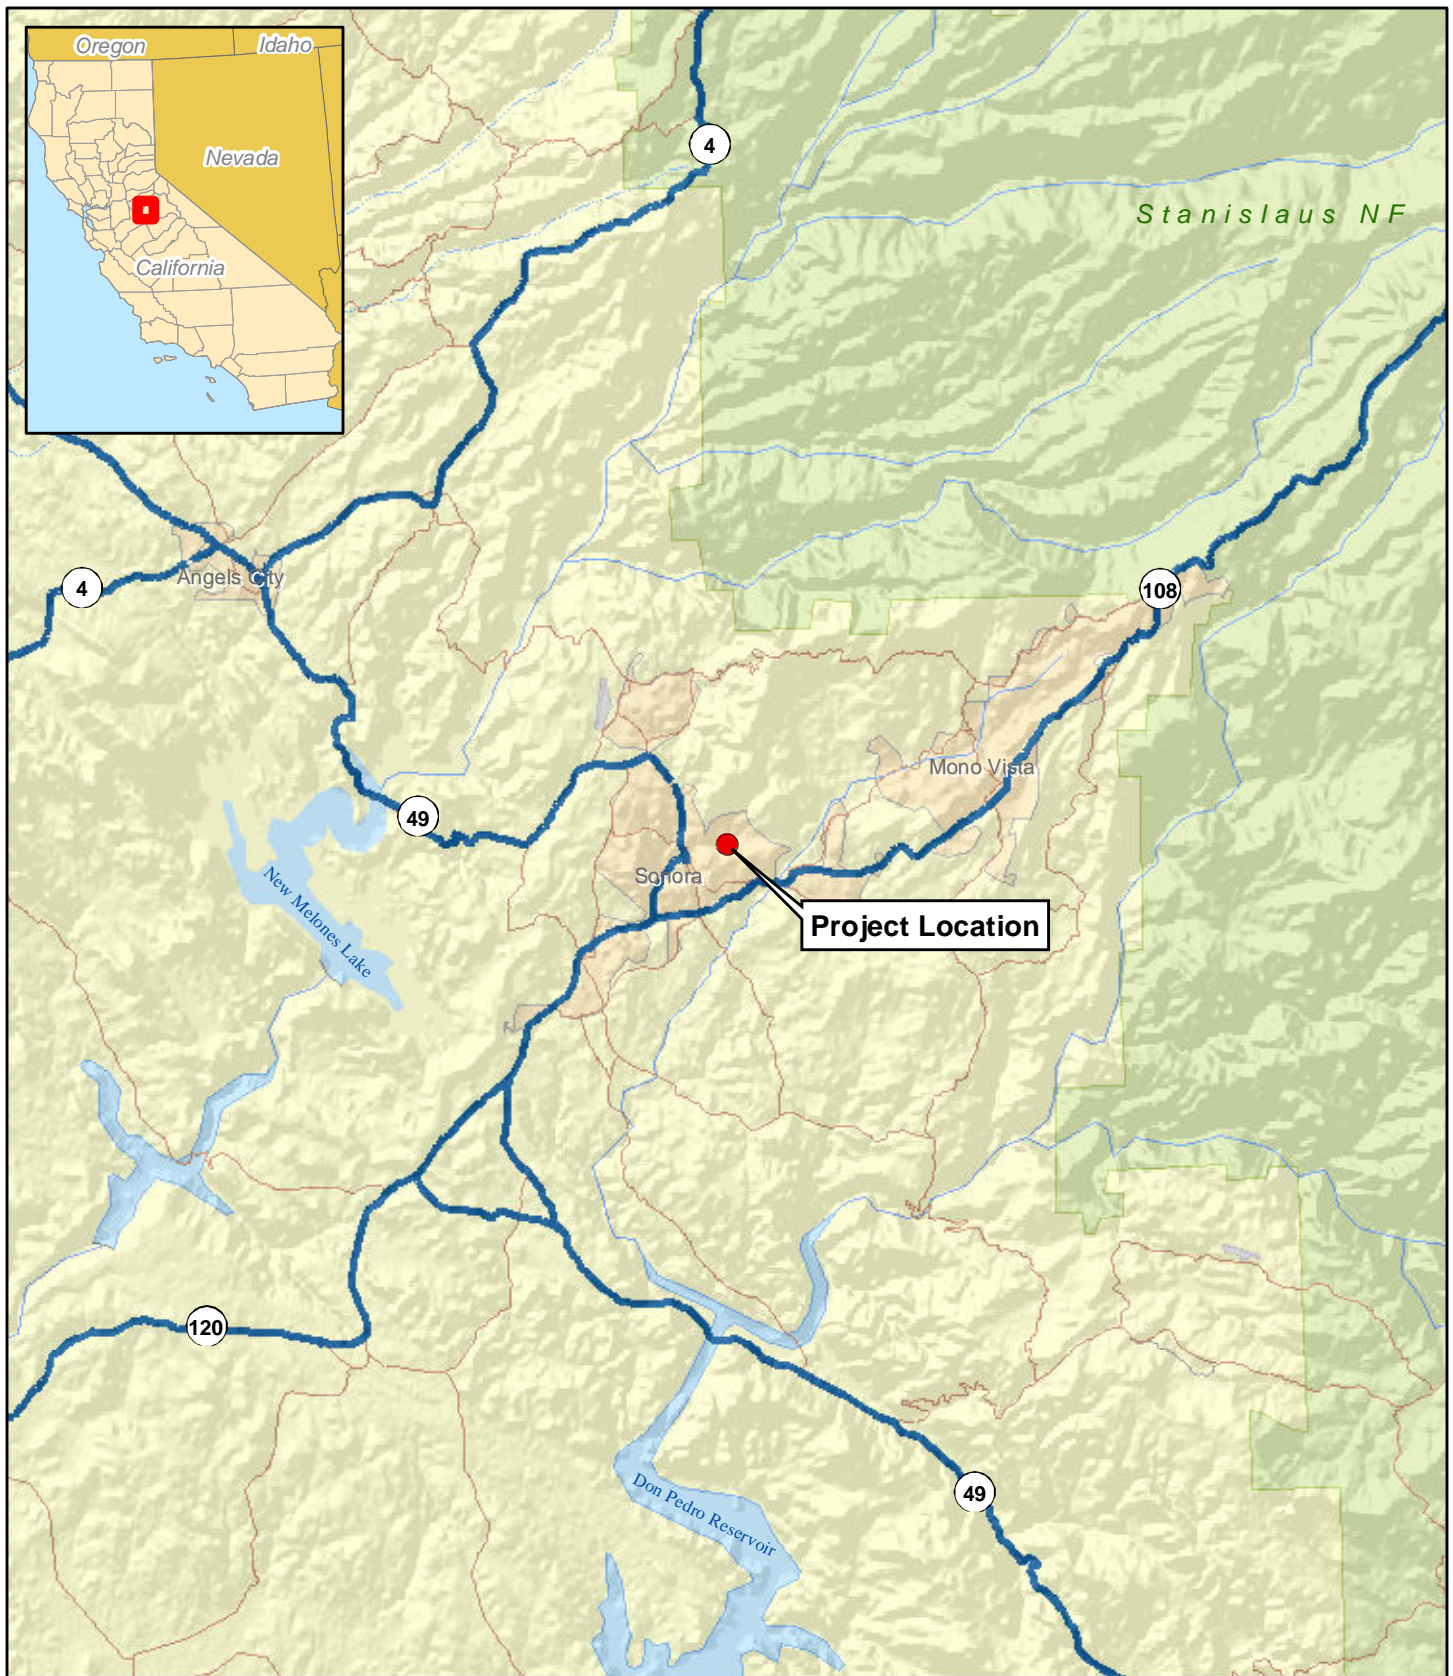 Oregon
Idaho
Nevada
California
4
Stanislaus NF
Angels City
4
108
Mono Vista
49
Sonora
New Melones Lake
Project Location
120
49
Don Pedro Reservoir